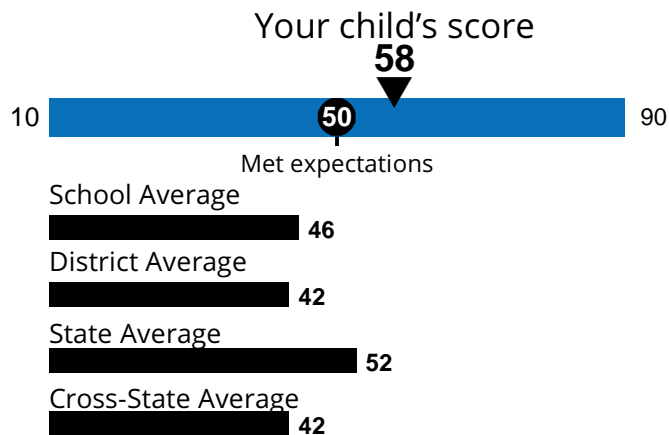 Your child’s score
58
10
50
90
Met expectations
School Average
46
District Average
42
State Average
52
Cross-State Average
42